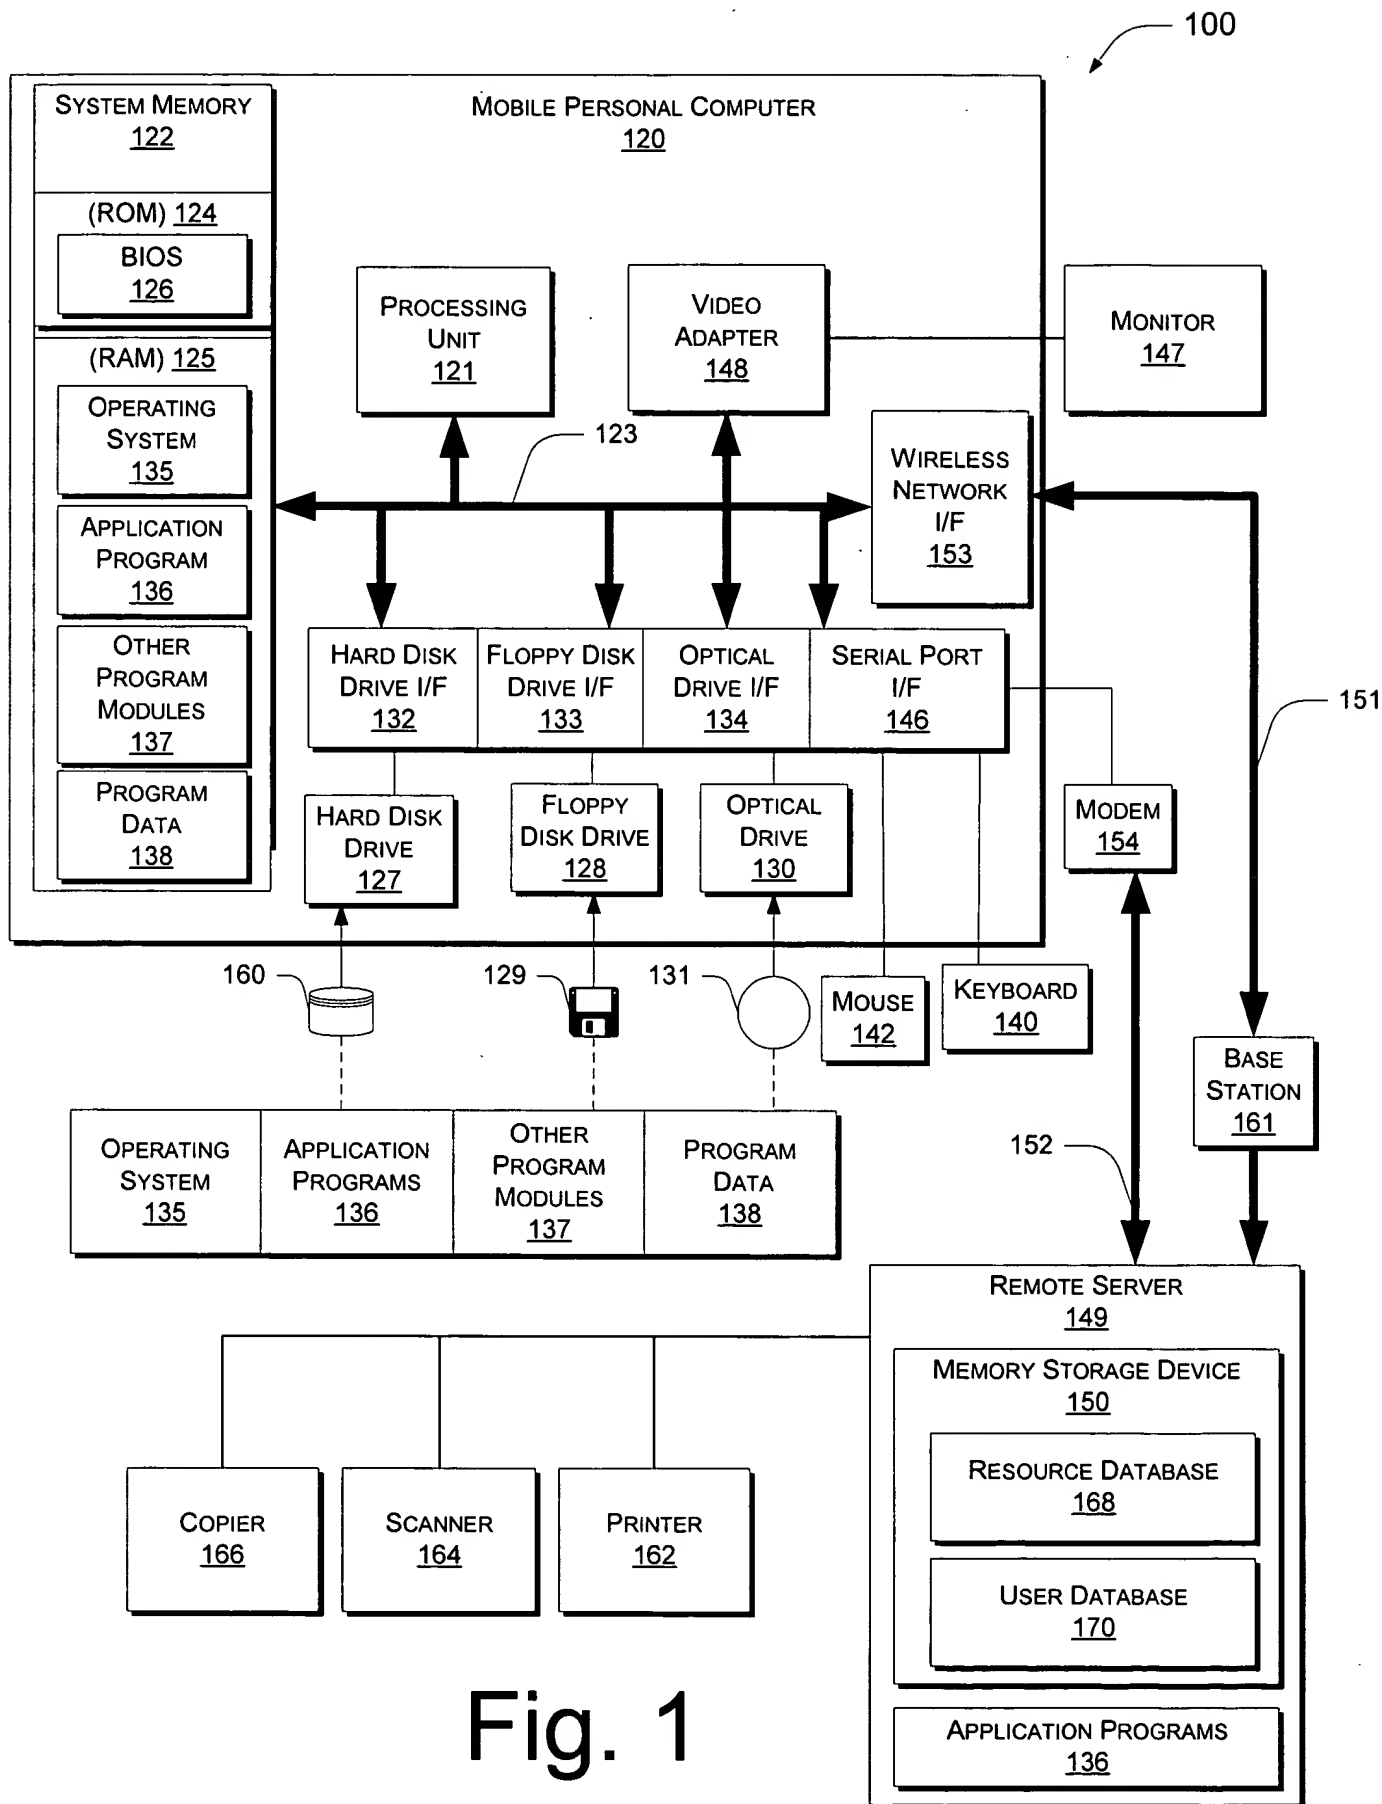 100
SYSTEM MEMORY
122
MOBILE PERSONAL COMPUTER
120
(ROM) 124
BIOS
126
(RAM) 125
OPERATING
SYSTEM
135
APPLICATION
PROGRAM
136
OTHER
PROGRAM
MODULES
137
PROGRAM
DATA
138
PROCESSING
UNIT
121
VIDEO
ADAPTER
148
MONITOR
147
123
WIRELESS
NETWORK
I/F
153
HARD DISK
DRIVE I/F
132
FLOPPY DISK
DRIVE I/F
133
OPTICAL
DRIVE I/F
134
SERIAL PORT
I/F
146
151
HARD DISK
DRIVE
127
FLOPPY
DISK DRIVE
128
OPTICAL
DRIVE
130
MODEM
154
160
129
131
MOUSE
142
KEYBOARD
140
BASE
STATION
161
152
OPERATING
SYSTEM
135
APPLICATION
PROGRAMS
136
OTHER
PROGRAM
MODULES
137
PROGRAM
DATA
138
REMOTE SERVER
149
MEMORY STORAGE DEVICE
150
RESOURCE DATABASE
168
USER DATABASE
170
APPLICATION PROGRAMS
136
COPIER
166
SCANNER
164
PRINTER
162
Fig. 1